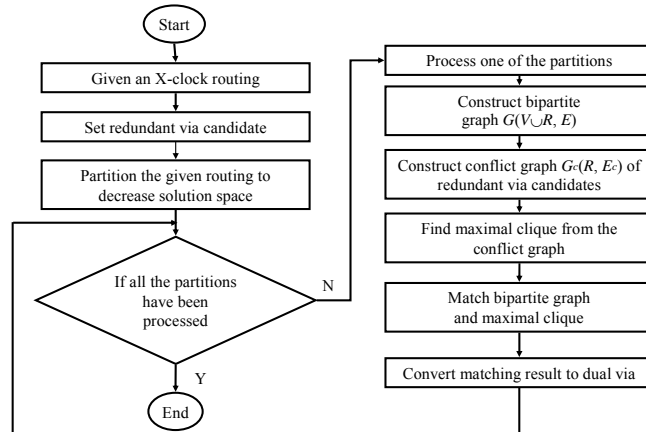 Start
Given an X-clock routing
Set redundant via candidate
Partition the given routing to
decrease solution space
If all the partitions
have been
processed
N
Y
End
Process one of the partitions
Construct bipartite
graph G(V∪R, E)
Construct conflict graph Gc(R, Ec) of
redundant via candidates
Find maximal clique from the
conflict graph
Match bipartite graph
and maximal clique
Convert matching result to dual via